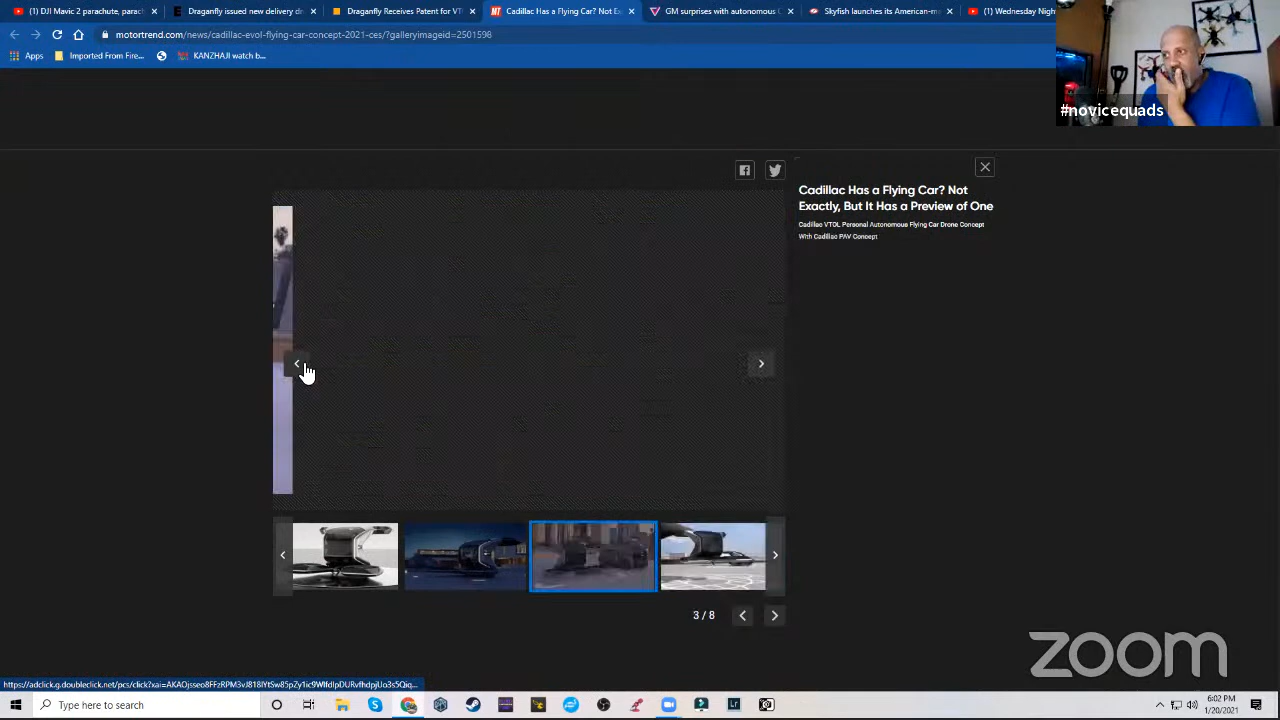 (1) DJI Mavic 2 parachute, parach
Draganfly issued new delivery dr
Draganfly Receives Patent for VT
Cadillac Has a Flying Car? Not Ex
GM surprises with autonomous
Skyfish launches its American-m
(1) Wednesday Nigh
motortrend.com/news/cadillac-evol-flying-car-concept-2021-ces/?galleryimageid=2501598
Apps
Imported From Fire...
KANZHAJI watch b...
#novicequads
Cadillac Has a Flying Car? Not
Exactly, But It Has a Preview of One
Cadillac VTOL Personal Autonomous Flying Car Drone Concept
With Cadillac PAV Concept
3 / 8
zoom
Type here to search
6:02 PM
1/20/2021